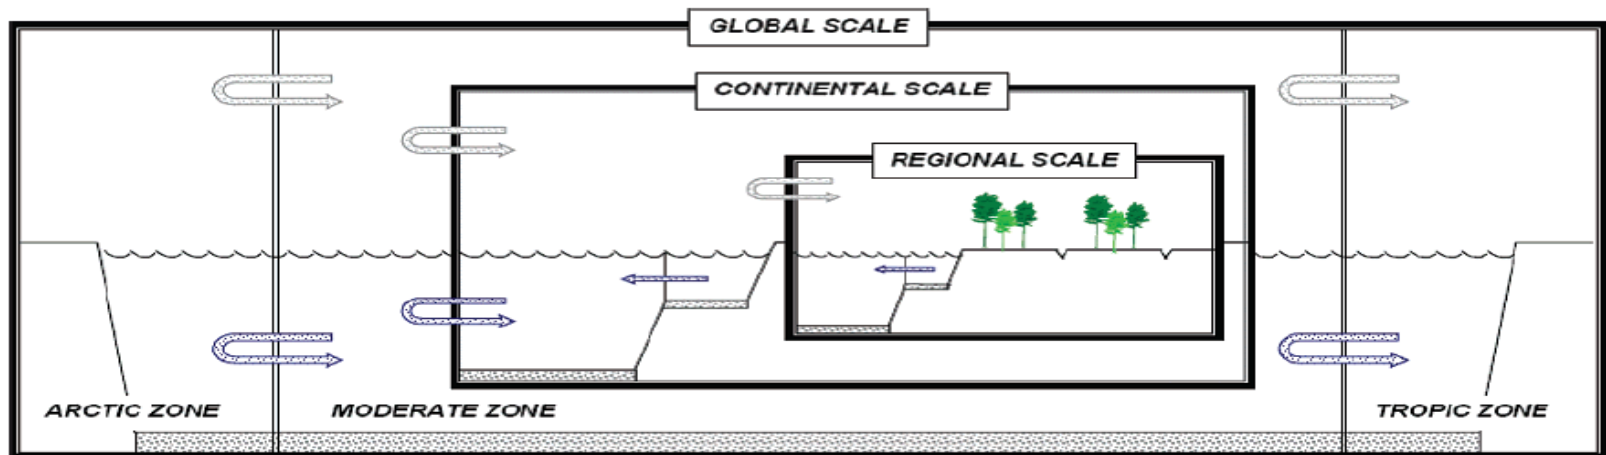 GLOBAL SCALE
CONTINENTAL SCALE
REGIONAL SCALE
ARCTIC ZONE
MODERATE ZONE
TROPIC ZONE